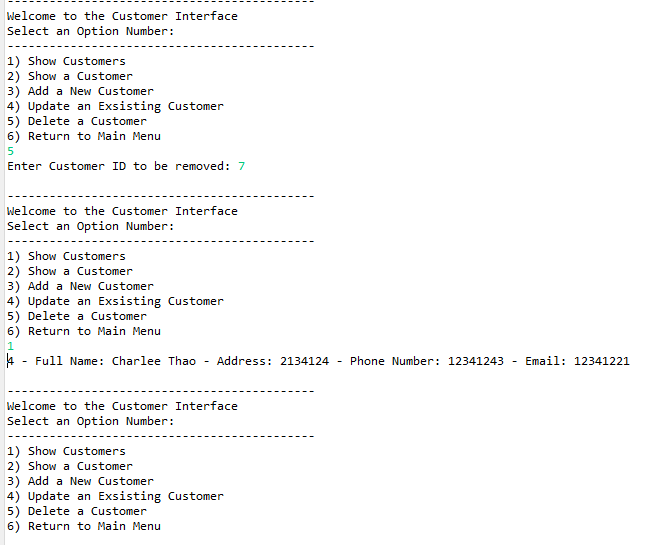 --------------------------------------------
Welcome to the Customer Interface
Select an Option Number:
--------------------------------------------
1) Show Customers
2) Show a Customer
3) Add a New Customer
4) Update an Exsisting Customer
5) Delete a Customer
6) Return to Main Menu
5
Enter Customer ID to be removed: 7
--------------------------------------------
Welcome to the Customer Interface
Select an Option Number:
--------------------------------------------
1) Show Customers
2) Show a Customer
3) Add a New Customer
4) Update an Exsisting Customer
5) Delete a Customer
6) Return to Main Menu
1
4 - Full Name: Charlee Thao - Address: 2134124 - Phone Number: 12341243 - Email: 12341221
--------------------------------------------
Welcome to the Customer Interface
Select an Option Number:
--------------------------------------------
1) Show Customers
2) Show a Customer
3) Add a New Customer
4) Update an Exsisting Customer
5) Delete a Customer
6) Return to Main Menu